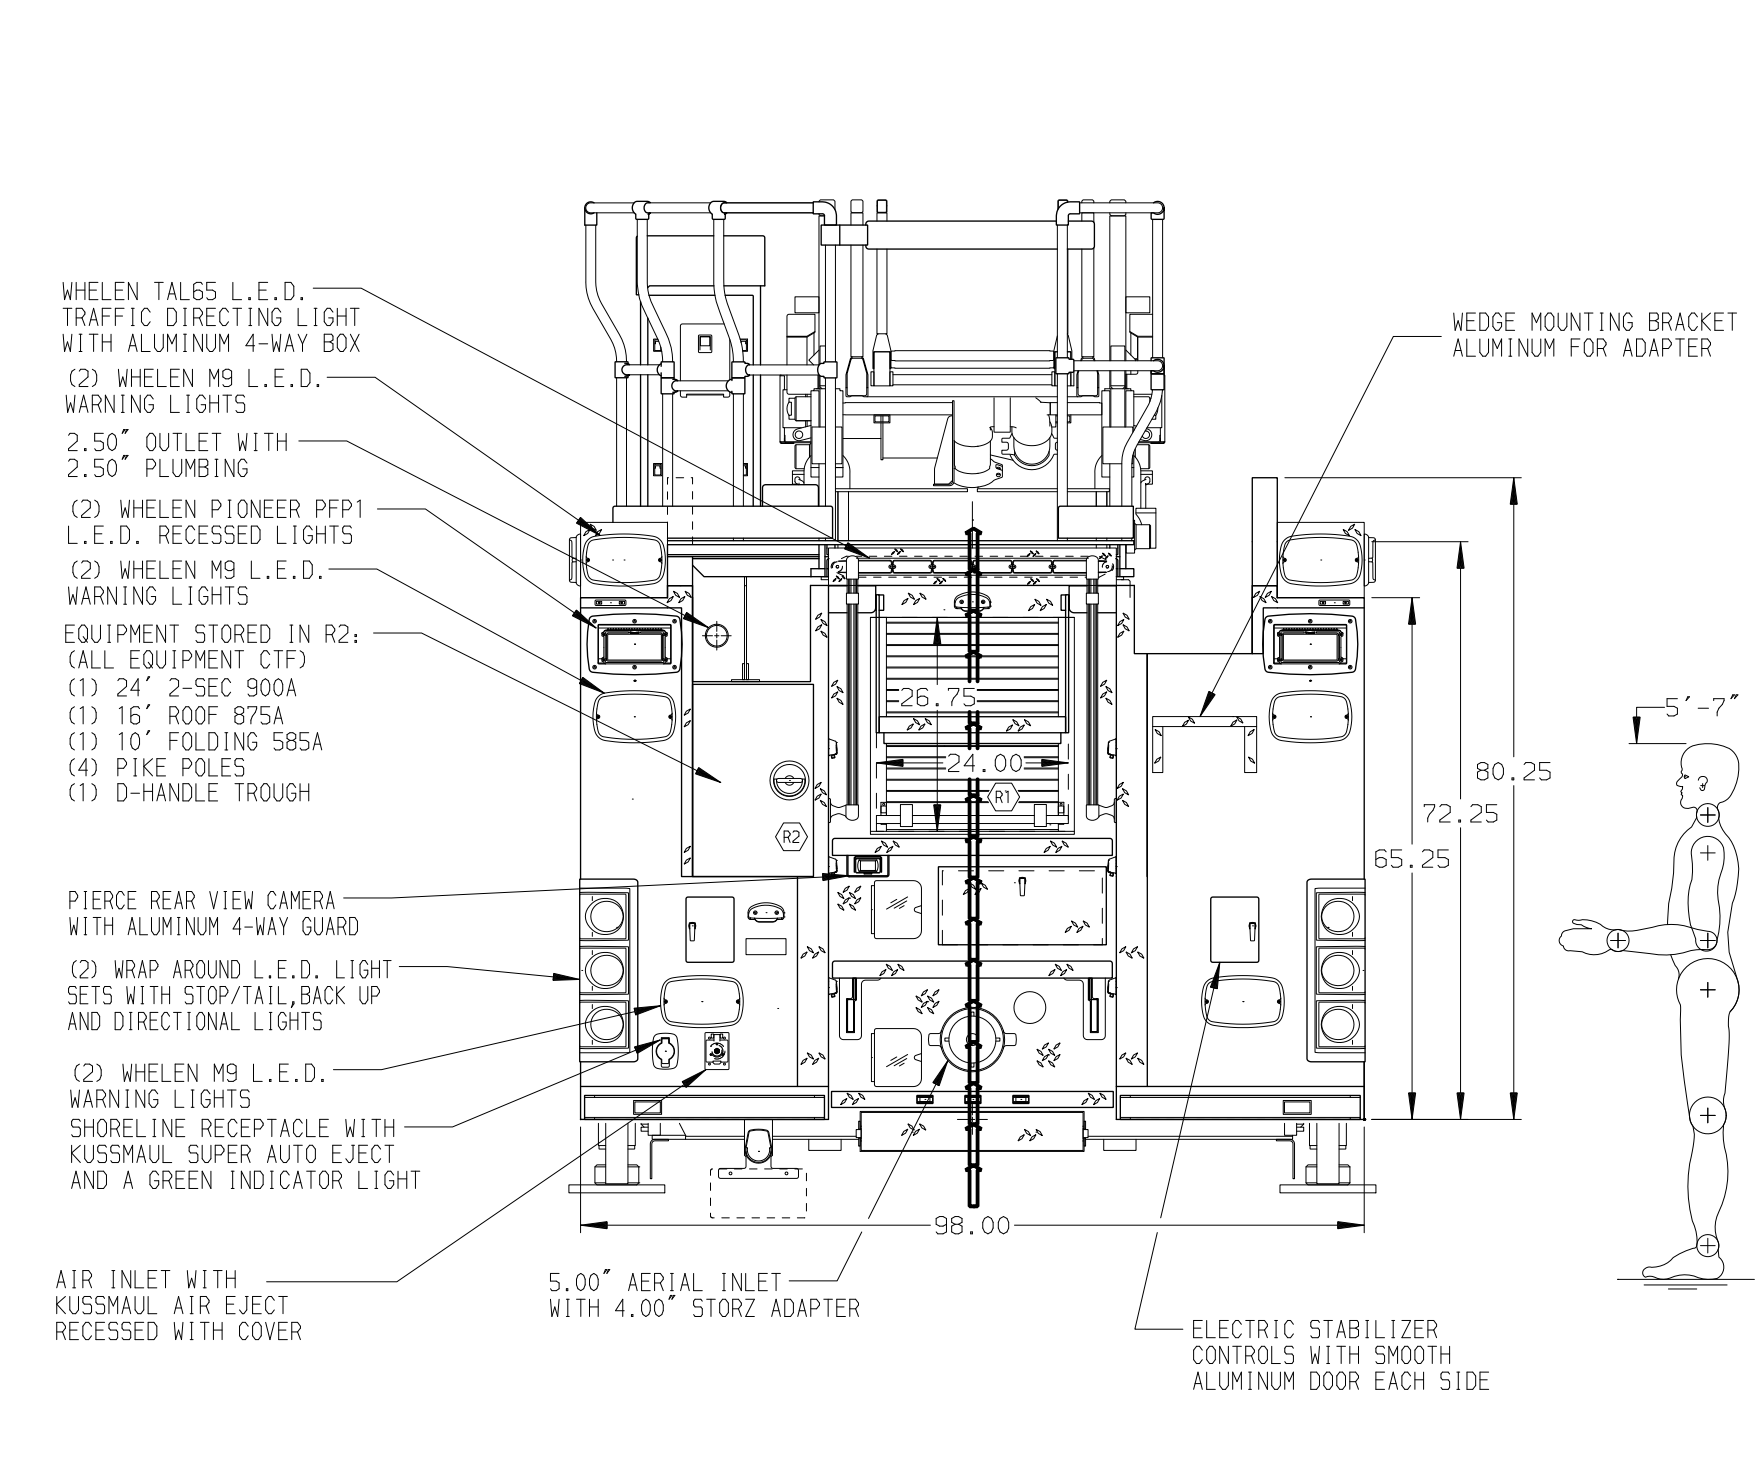 WHELEN TAL65 L.E.D.
TRAFFIC DIRECTING LIGHT
WITH ALUMINUM 4-WAY BOX
(2) WHELEN M9 L.E.D.
WARNING LIGHTS
2.50" OUTLET WITH
2.50" PLUMBING
(2) WHELEN PIONEER PFP1
L.E.D. RECESSED LIGHTS
(2) WHELEN M9 L.E.D.
WARNING LIGHTS
EQUIPMENT STORED IN R2:
(ALL EQUIPMENT CTF)
(1) 24' 2-SEC 900A
(1) 16' ROOF 875A
(1) 10' FOLDING 585A
(4) PIKE POLES
(1) D-HANDLE TROUGH
PIERCE REAR VIEW CAMERA
WITH ALUMINUM 4-WAY GUARD
(2) WRAP AROUND L.E.D. LIGHT
SETS WITH STOP/TAIL,BACK UP
AND DIRECTIONAL LIGHTS
(2) WHELEN M9 L.E.D.
WARNING LIGHTS
SHORELINE RECEPTACLE WITH
KUSSMAUL SUPER AUTO EJECT
AND A GREEN INDICATOR LIGHT
AIR INLET WITH
KUSSMAUL AIR EJECT
RECESSED WITH COVER
5.00" AERIAL INLET
WITH 4.00" STORZ ADAPTER
26.75
24.00
R1
R2
98.00
WEDGE MOUNTING BRACKET
ALUMINUM FOR ADAPTER
5'-7"
80.25
72.25
65.25
ELECTRIC STABILIZER
CONTROLS WITH SMOOTH
ALUMINUM DOOR EACH SIDE